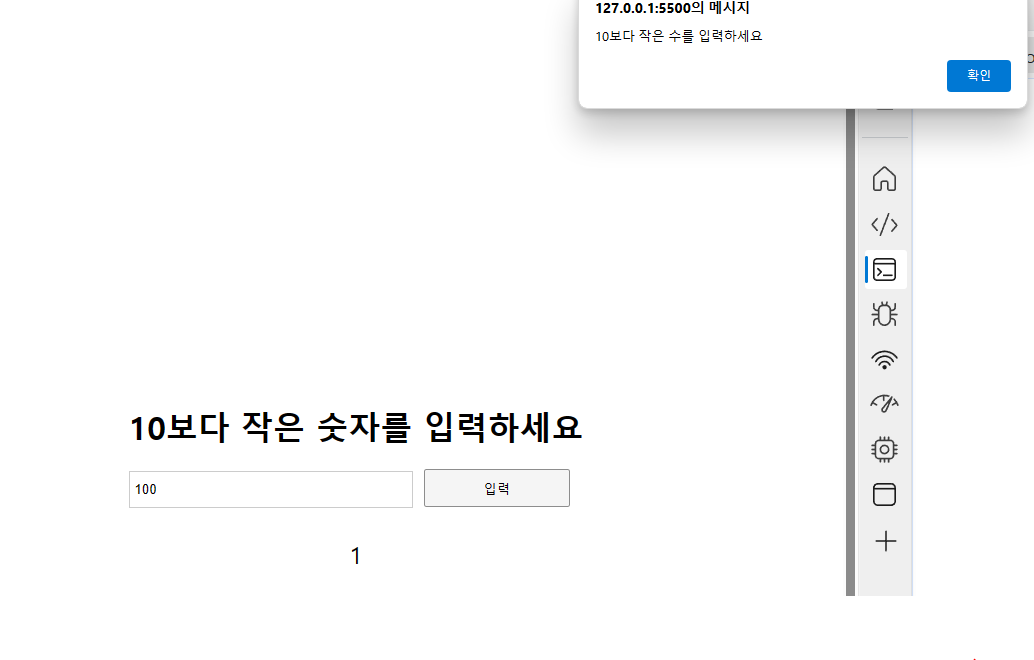 127.0.0.1:5500의 메시지
10보다 작은 수를 입력하세요
확인
10보다 작은 숫자를 입력하세요
100
입력
1